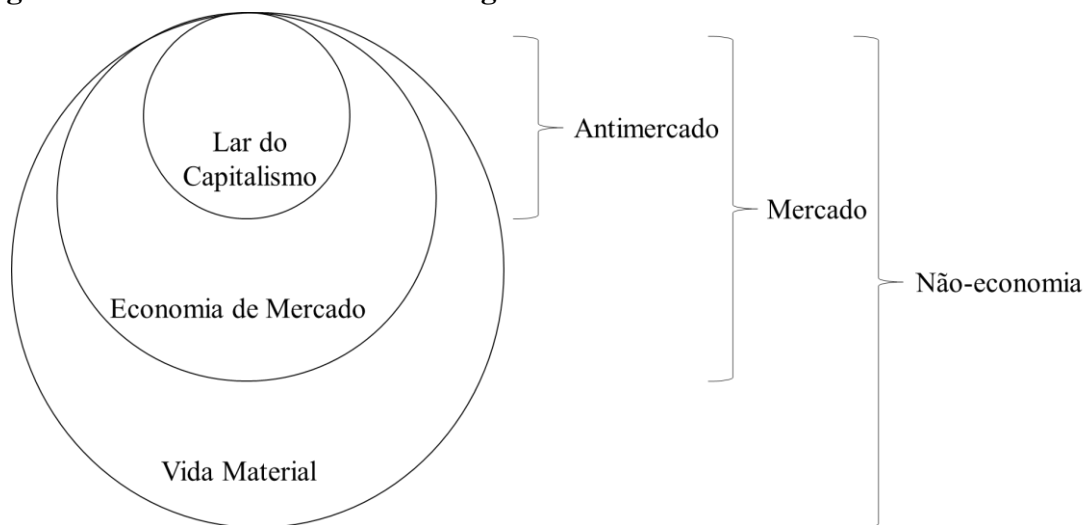 Lar do
Capitalismo
Economia de Mercado
Vida Material
Antimercado
Mercado
Não-economia